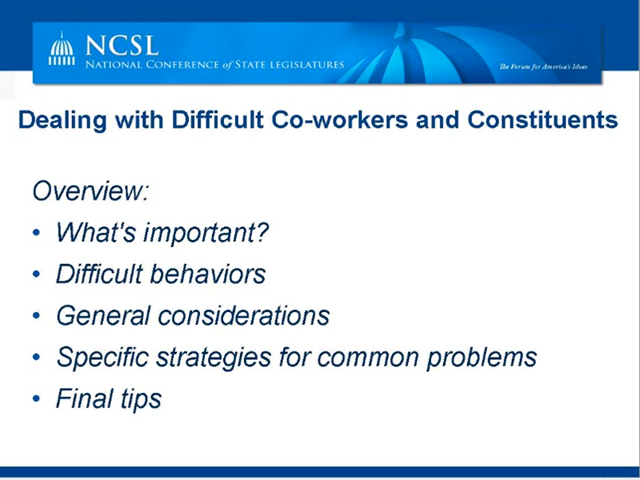 NCSL
NATIONAL CONFERENCE of STATE LEGISLATURES
The Forum for America's Ideas
Dealing with Difficult Co-workers and Constituents
Overview:
• What's important?
• Difficult behaviors
• General considerations
• Specific strategies for common problems
• Final tips